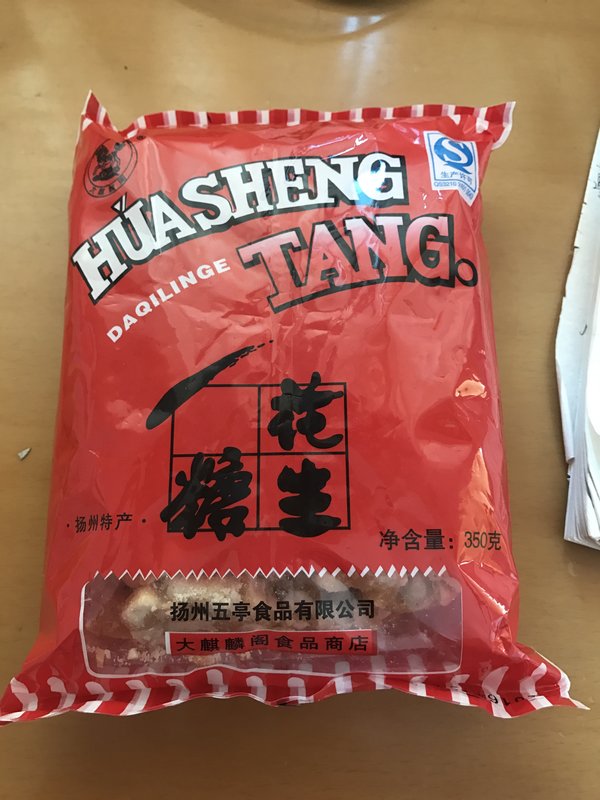 HUASHENG
TANG
DAQILINGE
生产许可
花
糖生
·扬州特产·
净含量：350克
扬州五亭食品有限公司
大麒麟阁食品商店